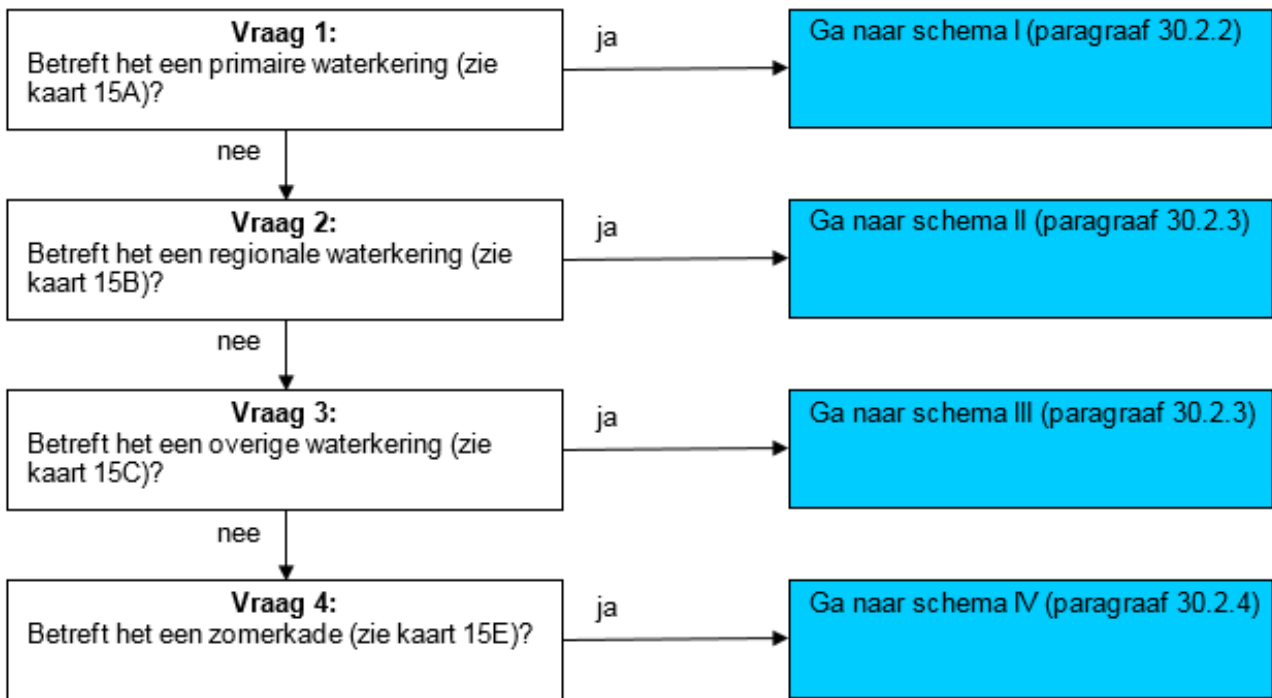 Vraag 1:
Betreft het een primaire waterkering (zie
kaart 15A)?
ja
Ga naar schema I (paragraaf 30.2.2)
nee
Vraag 2:
Betreft het een regionale waterkering (zie
kaart 15B)?
ja
Ga naar schema II (paragraaf 30.2.3)
nee
Vraag 3:
Betreft het een overige waterkering (zie
kaart 15C)?
ja
Ga naar schema III (paragraaf 30.2.3)
nee
Vraag 4:
Betreft het een zomerkade (zie kaart 15E)?
ja
Ga naar schema IV (paragraaf 30.2.4)